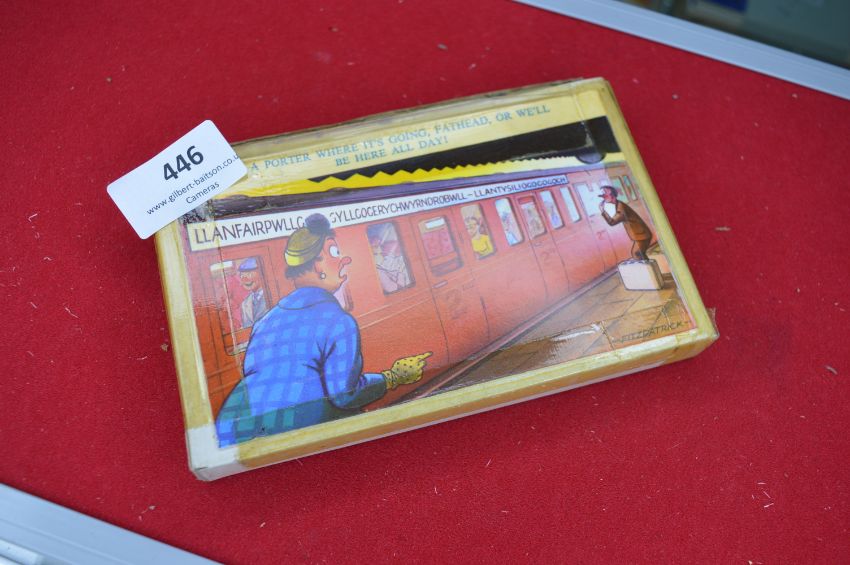 446
www.gilbert-baitson.co.u
Cameras
A PORTER WHERE IT'S GOING, FATHEAD, OR WE'LL
BE HERE ALL DAY!
LLANFAIRPWLLG GYLLGOGERYCHWYRNDROBWLL-LLANTYSILIOGOGOGOCH
FITZPATRICK